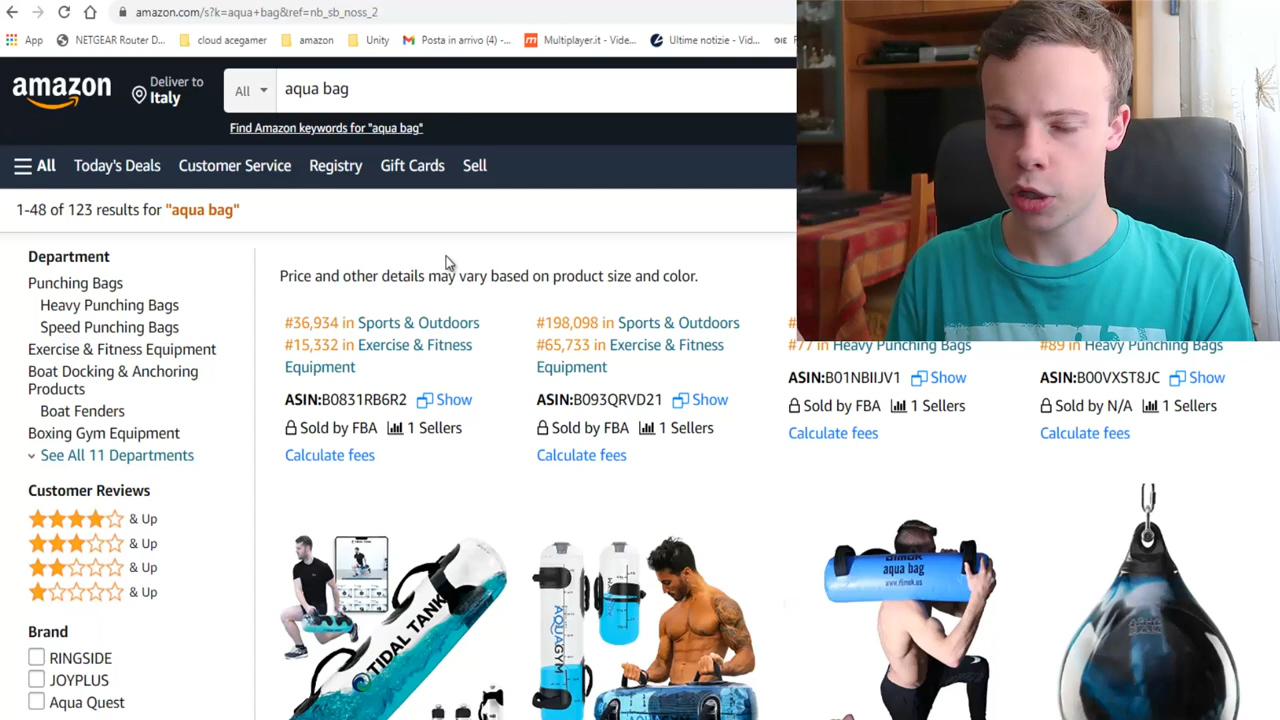 amazon.com/s?k=aqua+bag&ref=nb_sb_noss_2
App NETGEAR Router D... cloud acegamer amazon Unity Posta in arrivo (4) -... Multiplayer.it - Vide... Ultime notizie - Vid... DIE
amazon
Deliver to
Italy
All
aqua bag
Find Amazon keywords for "aqua bag"
All Today's Deals Customer Service Registry Gift Cards Sell
1-48 of 123 results for "aqua bag"
Department
Punching Bags
Heavy Punching Bags
Speed Punching Bags
Exercise & Fitness Equipment
Boat Docking & Anchoring
Products
Boat Fenders
Boxing Gym Equipment
See All 11 Departments
Customer Reviews
& Up
& Up
& Up
& Up
Brand
RINGSIDE
JOYPLUS
Aqua Quest
Price and other details may vary based on product size and color.
#36,934 in Sports & Outdoors
#15,332 in Exercise & Fitness
Equipment
ASIN:B0831RB6R2 Show
Sold by FBA 1 Sellers
Calculate fees
#198,098 in Sports & Outdoors
#65,733 in Exercise & Fitness
Equipment
ASIN:B093QRVD21 Show
Sold by FBA 1 Sellers
Calculate fees
#77 in Heavy Punching Bags
ASIN:B01NBIIJV1 Show
Sold by FBA 1 Sellers
Calculate fees
#89 in Heavy Punching Bags
ASIN:B00VXST8JC Show
Sold by N/A 1 Sellers
Calculate fees
TIDAL TANK
AQUAGYM
aqua bag